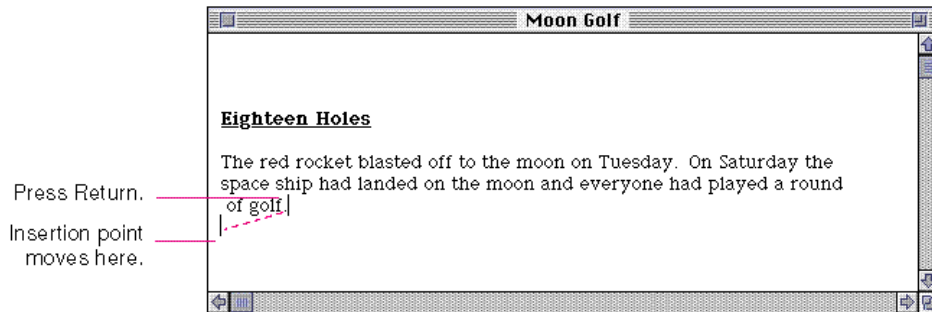 Moon Golf
Eighteen Holes
The red rocket blasted off to the moon on Tuesday. On Saturday the
space ship had landed on the moon and everyone had played a round
of golf.
Press Return.
Insertion point
moves here.